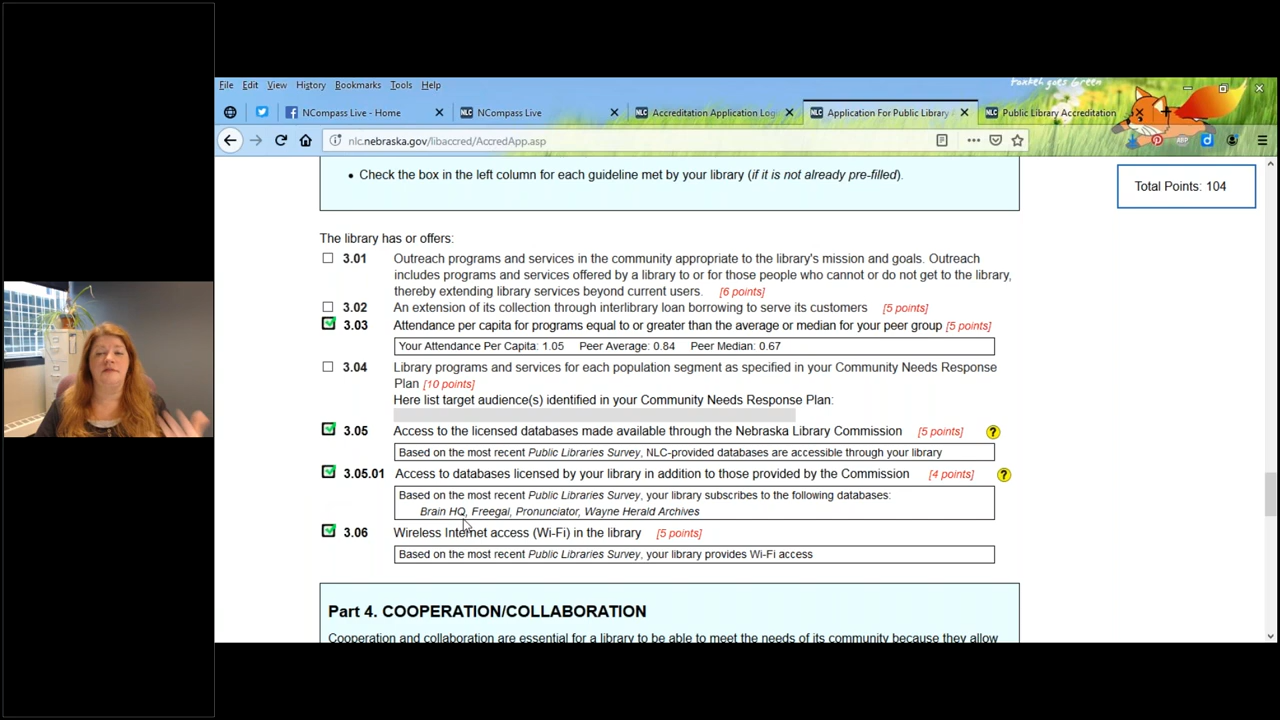 File Edit View History Bookmarks Tools Help
foxkeh goes Green
NCompass Live - Home
NCompass Live
Accreditation Application Log
Application For Public Library
Public Library Accreditation
nlc.nebraska.gov/libaccred/AccredApp.asp
• Check the box in the left column for each guideline met by your library (if it is not already pre-filled).
Total Points: 104
The library has or offers:
3.01 Outreach programs and services in the community appropriate to the library's mission and goals. Outreach
includes programs and services offered by a library to or for those people who cannot or do not get to the library,
thereby extending library services beyond current users. [6 points]
3.02 An extension of its collection through interlibrary loan borrowing to serve its customers [5 points]
3.03 Attendance per capita for programs equal to or greater than the average or median for your peer group [5 points]
Your Attendance Per Capita: 1.05 Peer Average: 0.84 Peer Median: 0.67
3.04 Library programs and services for each population segment as specified in your Community Needs Response
Plan [10 points]
Here list target audience(s) identified in your Community Needs Response Plan:
3.05 Access to the licensed databases made available through the Nebraska Library Commission [5 points] ?
Based on the most recent Public Libraries Survey, NLC-provided databases are accessible through your library
3.05.01 Access to databases licensed by your library in addition to those provided by the Commission [4 points] ?
Based on the most recent Public Libraries Survey, your library subscribes to the following databases:
Brain HQ, Freegal, Pronunciator, Wayne Herald Archives
3.06 Wireless Internet access (Wi-Fi) in the library [5 points]
Based on the most recent Public Libraries Survey, your library provides Wi-Fi access
Part 4. COOPERATION/COLLABORATION
Cooperation and collaboration are essential for a library to be able to meet the needs of its community because they allow